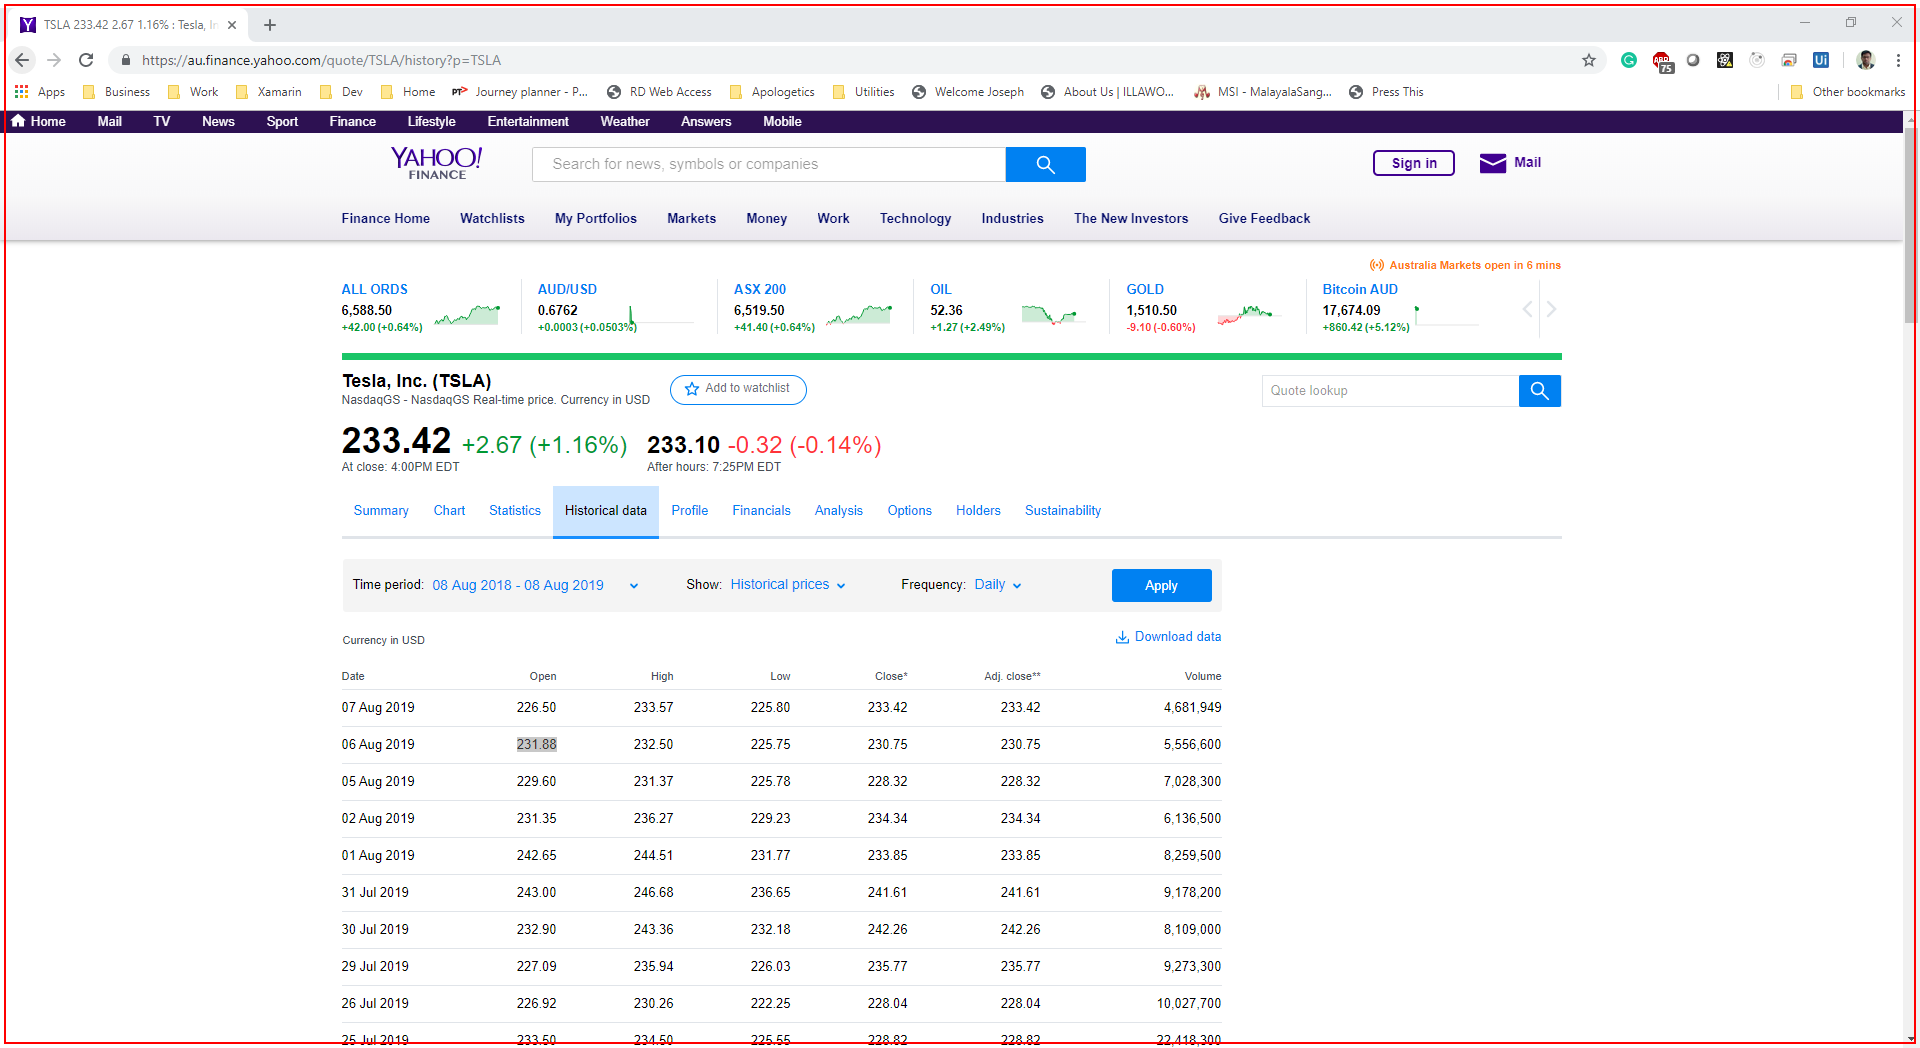 TSLA 233.42 2.67 1.16% : Tesla, In
https://au.finance.yahoo.com/quote/TSLA/history?p=TSLA
ABP 75 Ui
Apps Business Work Xamarin Dev Home PT> Journey planner - P... RD Web Access Apologetics Utilities Welcome Joseph About Us | ILLAWO... MSI - MalayalaSang... Press This Other bookmarks
Home Mail TV News Sport Finance Lifestyle Entertainment Weather Answers Mobile
YAHOO!
FINANCE
Search for news, symbols or companies
Sign in Mail
Finance Home Watchlists My Portfolios Markets Money Work Technology Industries The New Investors Give Feedback
Australia Markets open in 6 mins
ALL ORDS AUD/USD ASX 200 OIL GOLD Bitcoin AUD
6,588.50 0.6762 6,519.50 52.36 1,510.50 17,674.09
+42.00 (+0.64%) +0.0003 (+0.0503%) +41.40 (+0.64%) +1.27 (+2.49%) -9.10 (-0.60%) +860.42 (+5.12%)
Tesla, Inc. (TSLA)
NasdaqGS - NasdaqGS Real-time price. Currency in USD
Add to watchlist
Quote lookup
233.42 +2.67 (+1.16%) 233.10 -0.32 (-0.14%)
At close: 4:00PM EDT After hours: 7:25PM EDT
Summary Chart Statistics Historical data Profile Financials Analysis Options Holders Sustainability
Time period: 08 Aug 2018 - 08 Aug 2019 Show: Historical prices Frequency: Daily Apply
Currency in USD Download data
Date Open High Low Close* Adj. close** Volume
07 Aug 2019 226.50 233.57 225.80 233.42 233.42 4,681,949
06 Aug 2019 231.88 232.50 225.75 230.75 230.75 5,556,600
05 Aug 2019 229.60 231.37 225.78 228.32 228.32 7,028,300
02 Aug 2019 231.35 236.27 229.23 234.34 234.34 6,136,500
01 Aug 2019 242.65 244.51 231.77 233.85 233.85 8,259,500
31 Jul 2019 243.00 246.68 236.65 241.61 241.61 9,178,200
30 Jul 2019 232.90 243.36 232.18 242.26 242.26 8,109,000
29 Jul 2019 227.09 235.94 226.03 235.77 235.77 9,273,300
26 Jul 2019 226.92 230.26 222.25 228.04 228.04 10,027,700
25 Jul 2019 233.50 234.50 225.55 228.82 228.82 22,418,300